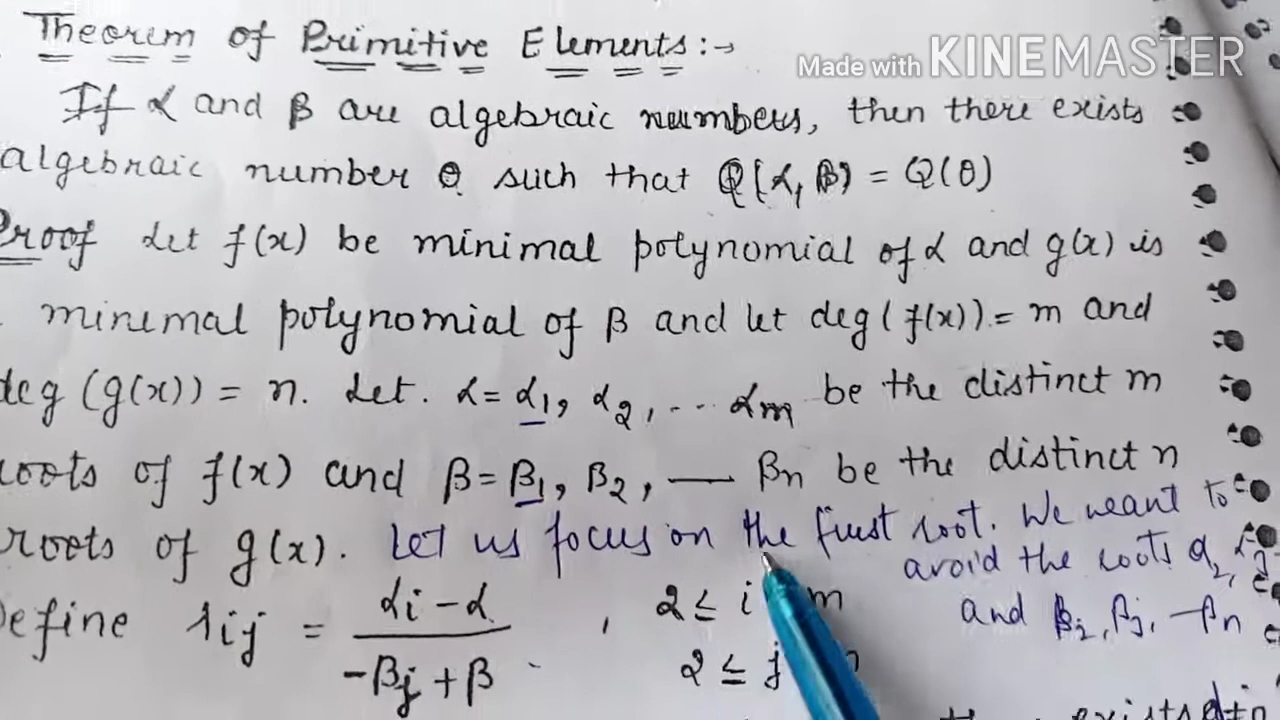 Theorem of Primitive Elements:→
Made with KINEMASTER
If α and β are algebraic numbers, then there exists
algebraic number θ such that Q(α, β) = Q(θ)
Proof Let f(x) be minimal polynomial of α and g(x) is
minimal polynomial of β and let deg(f(x)) = m and
deg (g(x)) = n. Let. α = α₁, α₂, ... αm be the distinct m
roots of f(x) and β = β₁, β₂, — βn be the distinct n
roots of g(x). Let us focus on the first root. We want to
avoid the roots α₂,
and β₂, βj, -βn
Define λij = αi - α / -βj + β , 2 ≤ i m
2 ≤ j